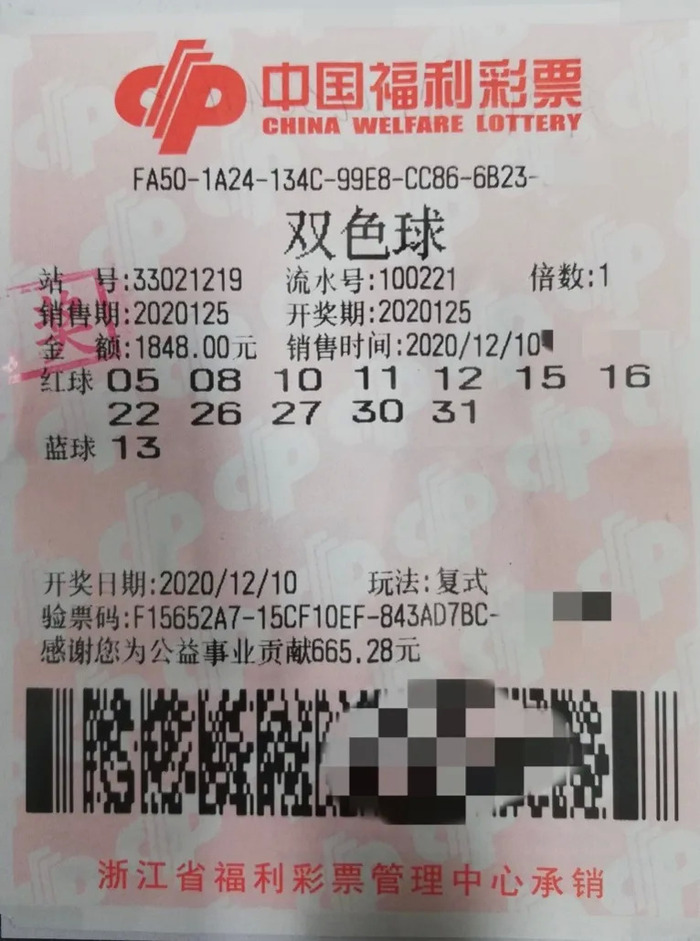 中国福利彩票
CHINA WELFARE LOTTERY
FA50-1A24-134C-99E8-CC86-6B23-
双色球
站 号:33021219 流水号:100221 倍数:1
销售期:2020125 开奖期:2020125
金 额:1848.00元 销售时间:2020/12/10
奖
红球 05 08 10 11 12 15 16
22 26 27 30 31
蓝球 13
开奖日期:2020/12/10 玩法:复式
验票码:F15652A7-15CF10EF-843AD7BC-
感谢您为公益事业贡献665.28元
浙江省福利彩票管理中心承销